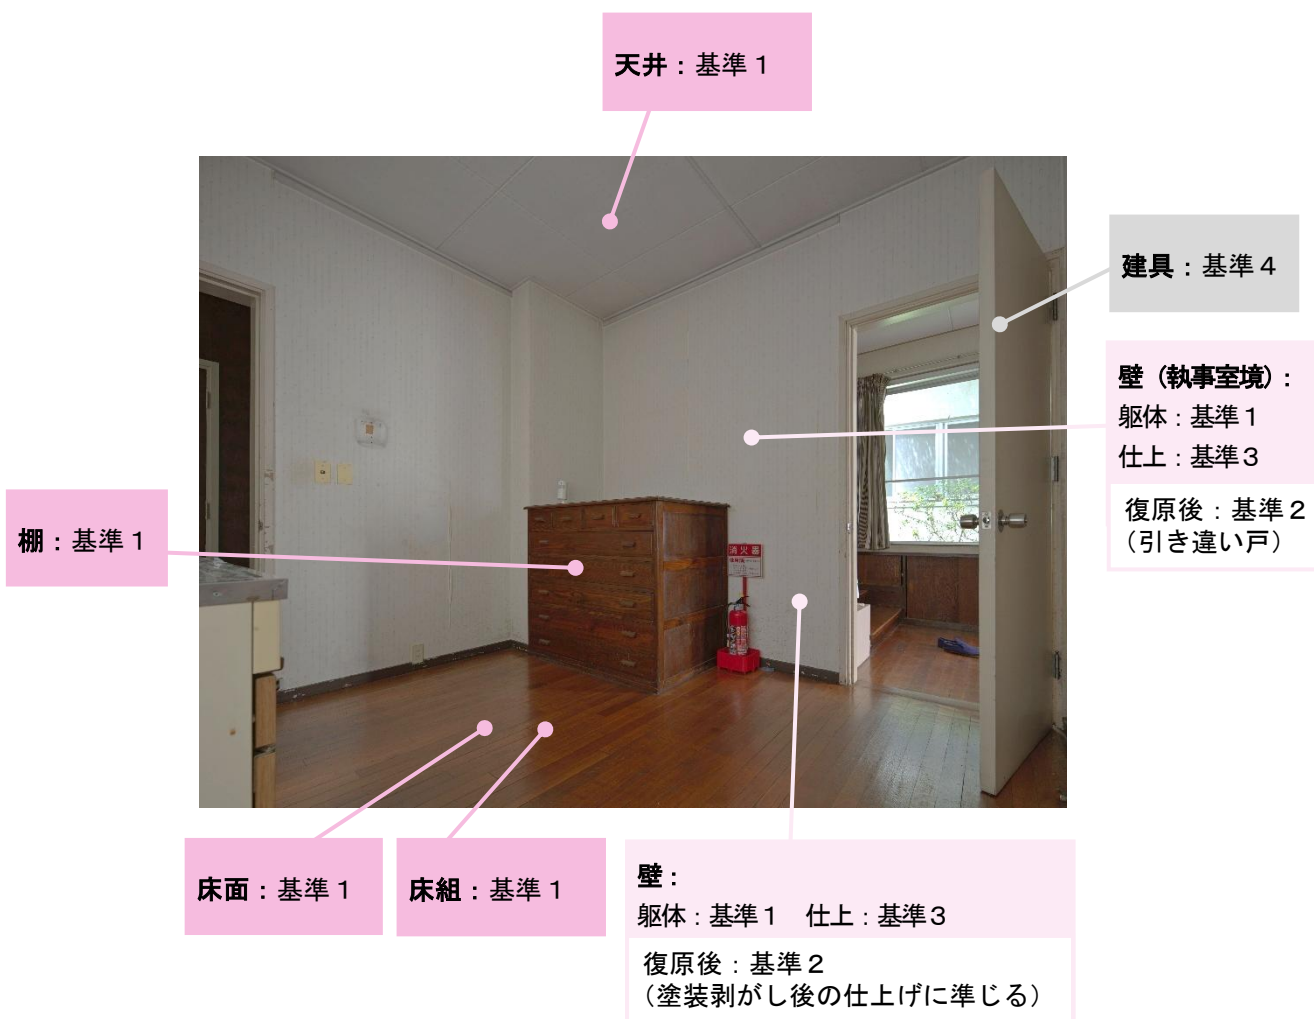 天井：基準１
建具：基準４
壁（執事室境）：
躯体：基準１
仕上：基準３
復原後：基準２
（引き違い戸）
棚：基準１
消火器
床面：基準１
床組：基準１
壁：
躯体：基準１　仕上：基準３
復原後：基準２
（塗装剥がし後の仕上げに準じる）